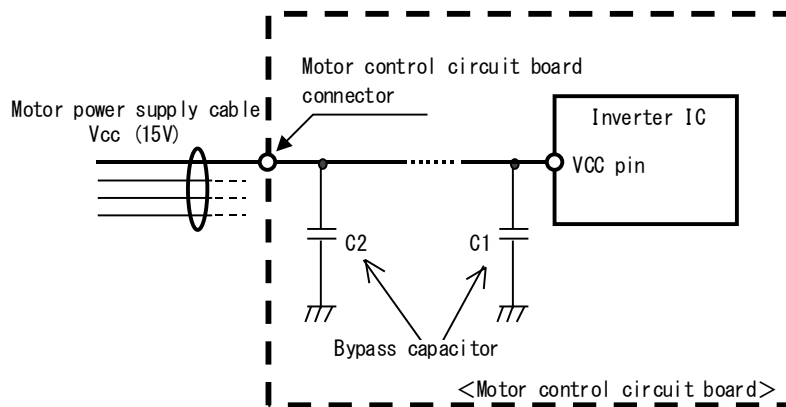 Motor control circuit board
connector
Motor power supply cable
Vcc (15V)
Inverter IC
VCC pin
C2
C1
Bypass capacitor
<Motor control circuit board>